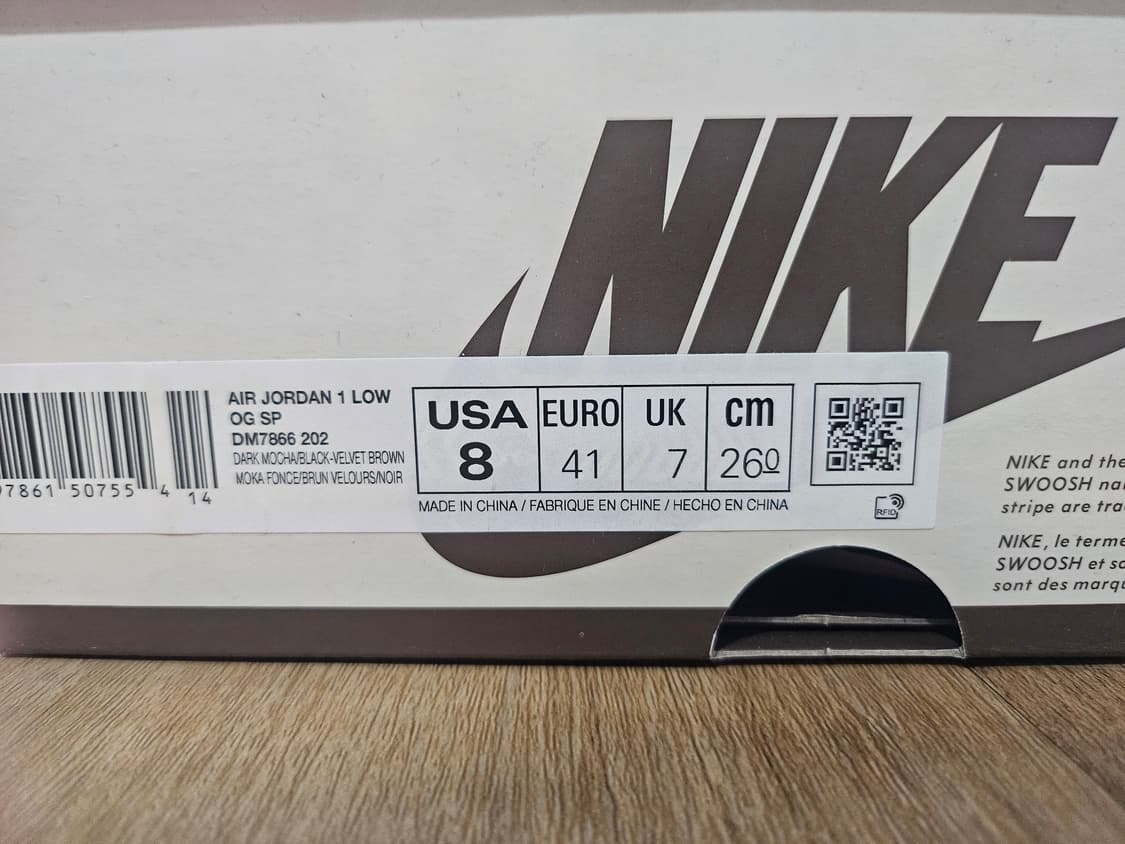 NIKE
AIR JORDAN 1 LOW
OG SP
DM7866 202
DARK MOCHA/BLACK-VELVET BROWN
MOKA FONCE/BRUN VELOURS/NOIR
7861 50755 4
14
USA EURO UK cm
8 41 7 260
MADE IN CHINA / FABRIQUE EN CHINE / HECHO EN CHINA
RFID
NIKE and the
SWOOSH
stripe are
NIKE, le terme
SWOOSH et
sont des